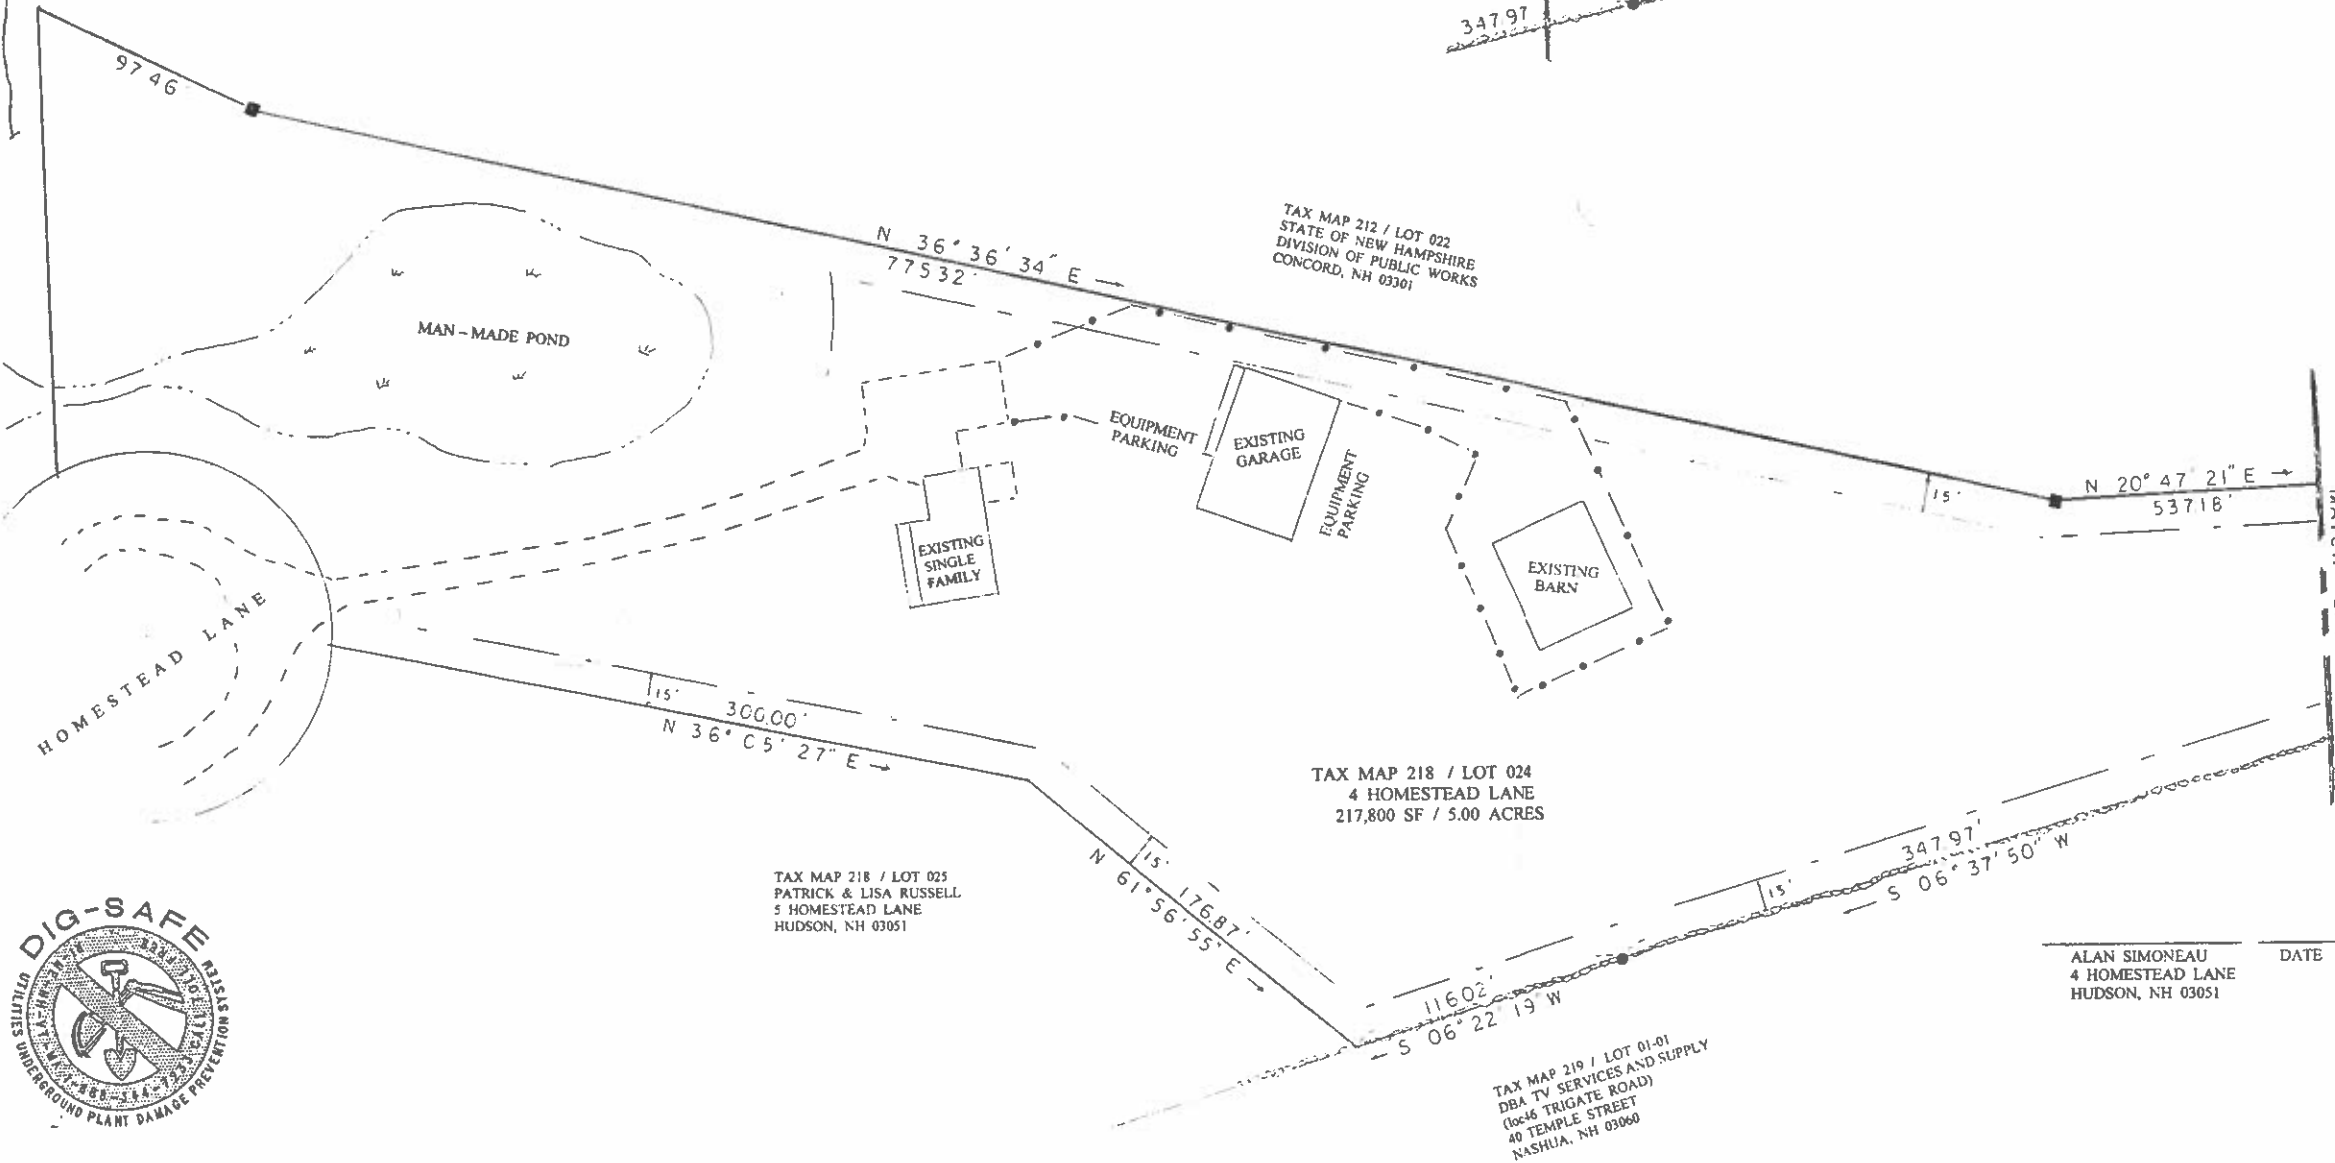 347.97
97 46
N 36° 36' 34" E
775 32'
TAX MAP 212 / LOT 022
STATE OF NEW HAMPSHIRE
DIVISION OF PUBLIC WORKS
CONCORD, NH 03301
MAN-MADE POND
EQUIPMENT
PARKING
EXISTING
GARAGE
EQUIPMENT
PARKING
15'
N 20° 47 21" E
537.18'
EXISTING
SINGLE
FAMILY
EXISTING
BARN
HOMESTEAD LANE
15'
300.00'
N 36° 05' 27" E
TAX MAP 218 / LOT 024
4 HOMESTEAD LANE
217,800 SF / 5.00 ACRES
15'
176.87'
N 61° 56' 55" E
347.97'
S 06° 37' 50" W
15'
TAX MAP 218 / LOT 025
PATRICK & LISA RUSSELL
5 HOMESTEAD LANE
HUDSON, NH 03051
116.02'
S 06° 22 19 W
ALAN SIMONEAU
4 HOMESTEAD LANE
HUDSON, NH 03051
DATE
TAX MAP 219 / LOT 01-01
DBA TV SERVICES AND SUPPLY
(loc46 TRIGATE ROAD)
40 TEMPLE STREET
NASHUA, NH 03060
DIG-SAFE
UTILITIES UNDERGROUND PLANT DAMAGE PREVENTION SYSTEM